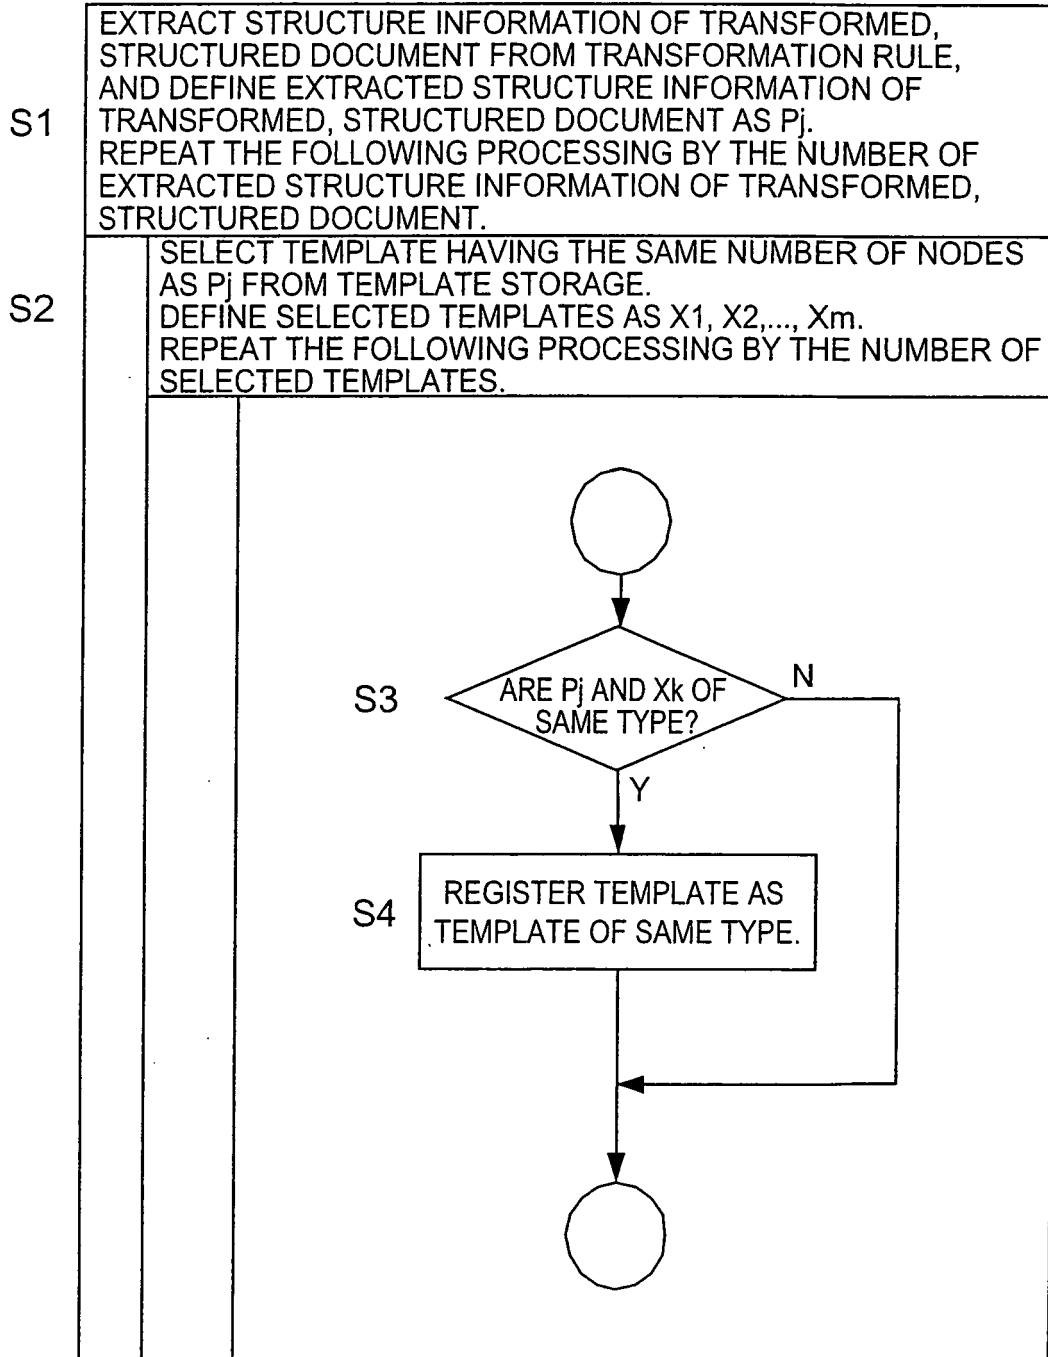 EXTRACT STRUCTURE INFORMATION OF TRANSFORMED,
STRUCTURED DOCUMENT FROM TRANSFORMATION RULE,
AND DEFINE EXTRACTED STRUCTURE INFORMATION OF
S1
TRANSFORMED, STRUCTURED DOCUMENT AS Pj.
REPEAT THE FOLLOWING PROCESSING BY THE NUMBER OF
EXTRACTED STRUCTURE INFORMATION OF TRANSFORMED,
STRUCTURED DOCUMENT.
SELECT TEMPLATE HAVING THE SAME NUMBER OF NODES
AS Pj FROM TEMPLATE STORAGE.
S2
DEFINE SELECTED TEMPLATES AS X1, X2,..., Xm.
REPEAT THE FOLLOWING PROCESSING BY THE NUMBER OF
SELECTED TEMPLATES.
S3
ARE Pj AND Xk OF
SAME TYPE?
N
Y
S4
REGISTER TEMPLATE AS
TEMPLATE OF SAME TYPE.